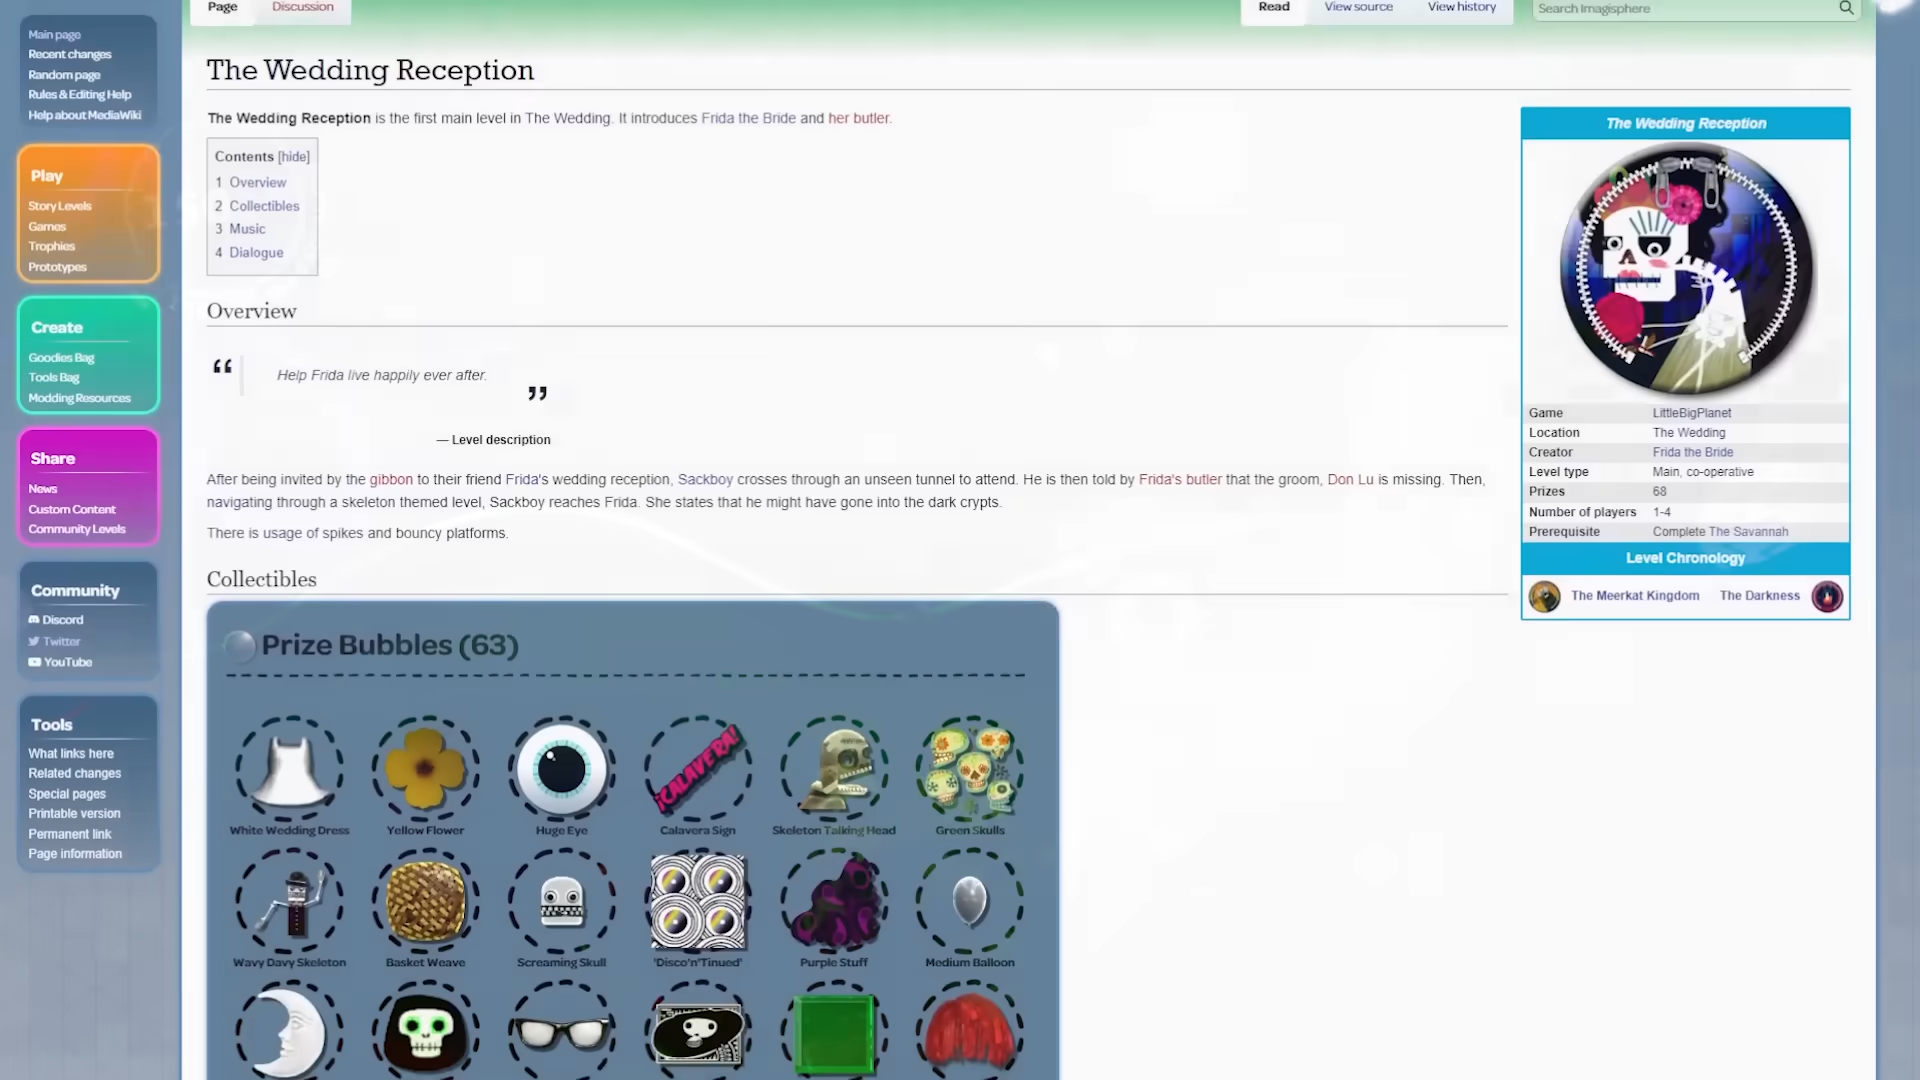 Page
Discussion
Read
View source
View history
Search Imagisphere
Main page
Recent changes
Random page
Rules & Editing Help
Help about MediaWiki
Play
Story Levels
Games
Trophies
Prototypes
Create
Goodies Bag
Tools Bag
Modding Resources
Share
News
Custom Content
Community Levels
Community
Discord
Twitter
YouTube
Tools
What links here
Related changes
Special pages
Printable version
Permanent link
Page information
The Wedding Reception
The Wedding Reception is the first main level in The Wedding. It introduces Frida the Bride and her butler.
Contents [hide]
1 Overview
2 Collectibles
3 Music
4 Dialogue
Overview
“ Help Frida live happily ever after. ”
— Level description
After being invited by the gibbon to their friend Frida's wedding reception, Sackboy crosses through an unseen tunnel to attend. He is then told by Frida's butler that the groom, Don Lu is missing. Then,
navigating through a skeleton themed level, Sackboy reaches Frida. She states that he might have gone into the dark crypts.
There is usage of spikes and bouncy platforms.
Collectibles
Prize Bubbles (63)
White Wedding Dress
Yellow Flower
Huge Eye
¡CALAVERA!
Calavera Sign
Skeleton Talking Head
Green Skulls
Wavy Davy Skeleton
Basket Weave
Screaming Skull
'Disco'n'Tinued'
Purple Stuff
Medium Balloon
The Wedding Reception
Game LittleBigPlanet
Location The Wedding
Creator Frida the Bride
Level type Main, co-operative
Prizes 68
Number of players 1-4
Prerequisite Complete The Savannah
Level Chronology
The Meerkat Kingdom
The Darkness